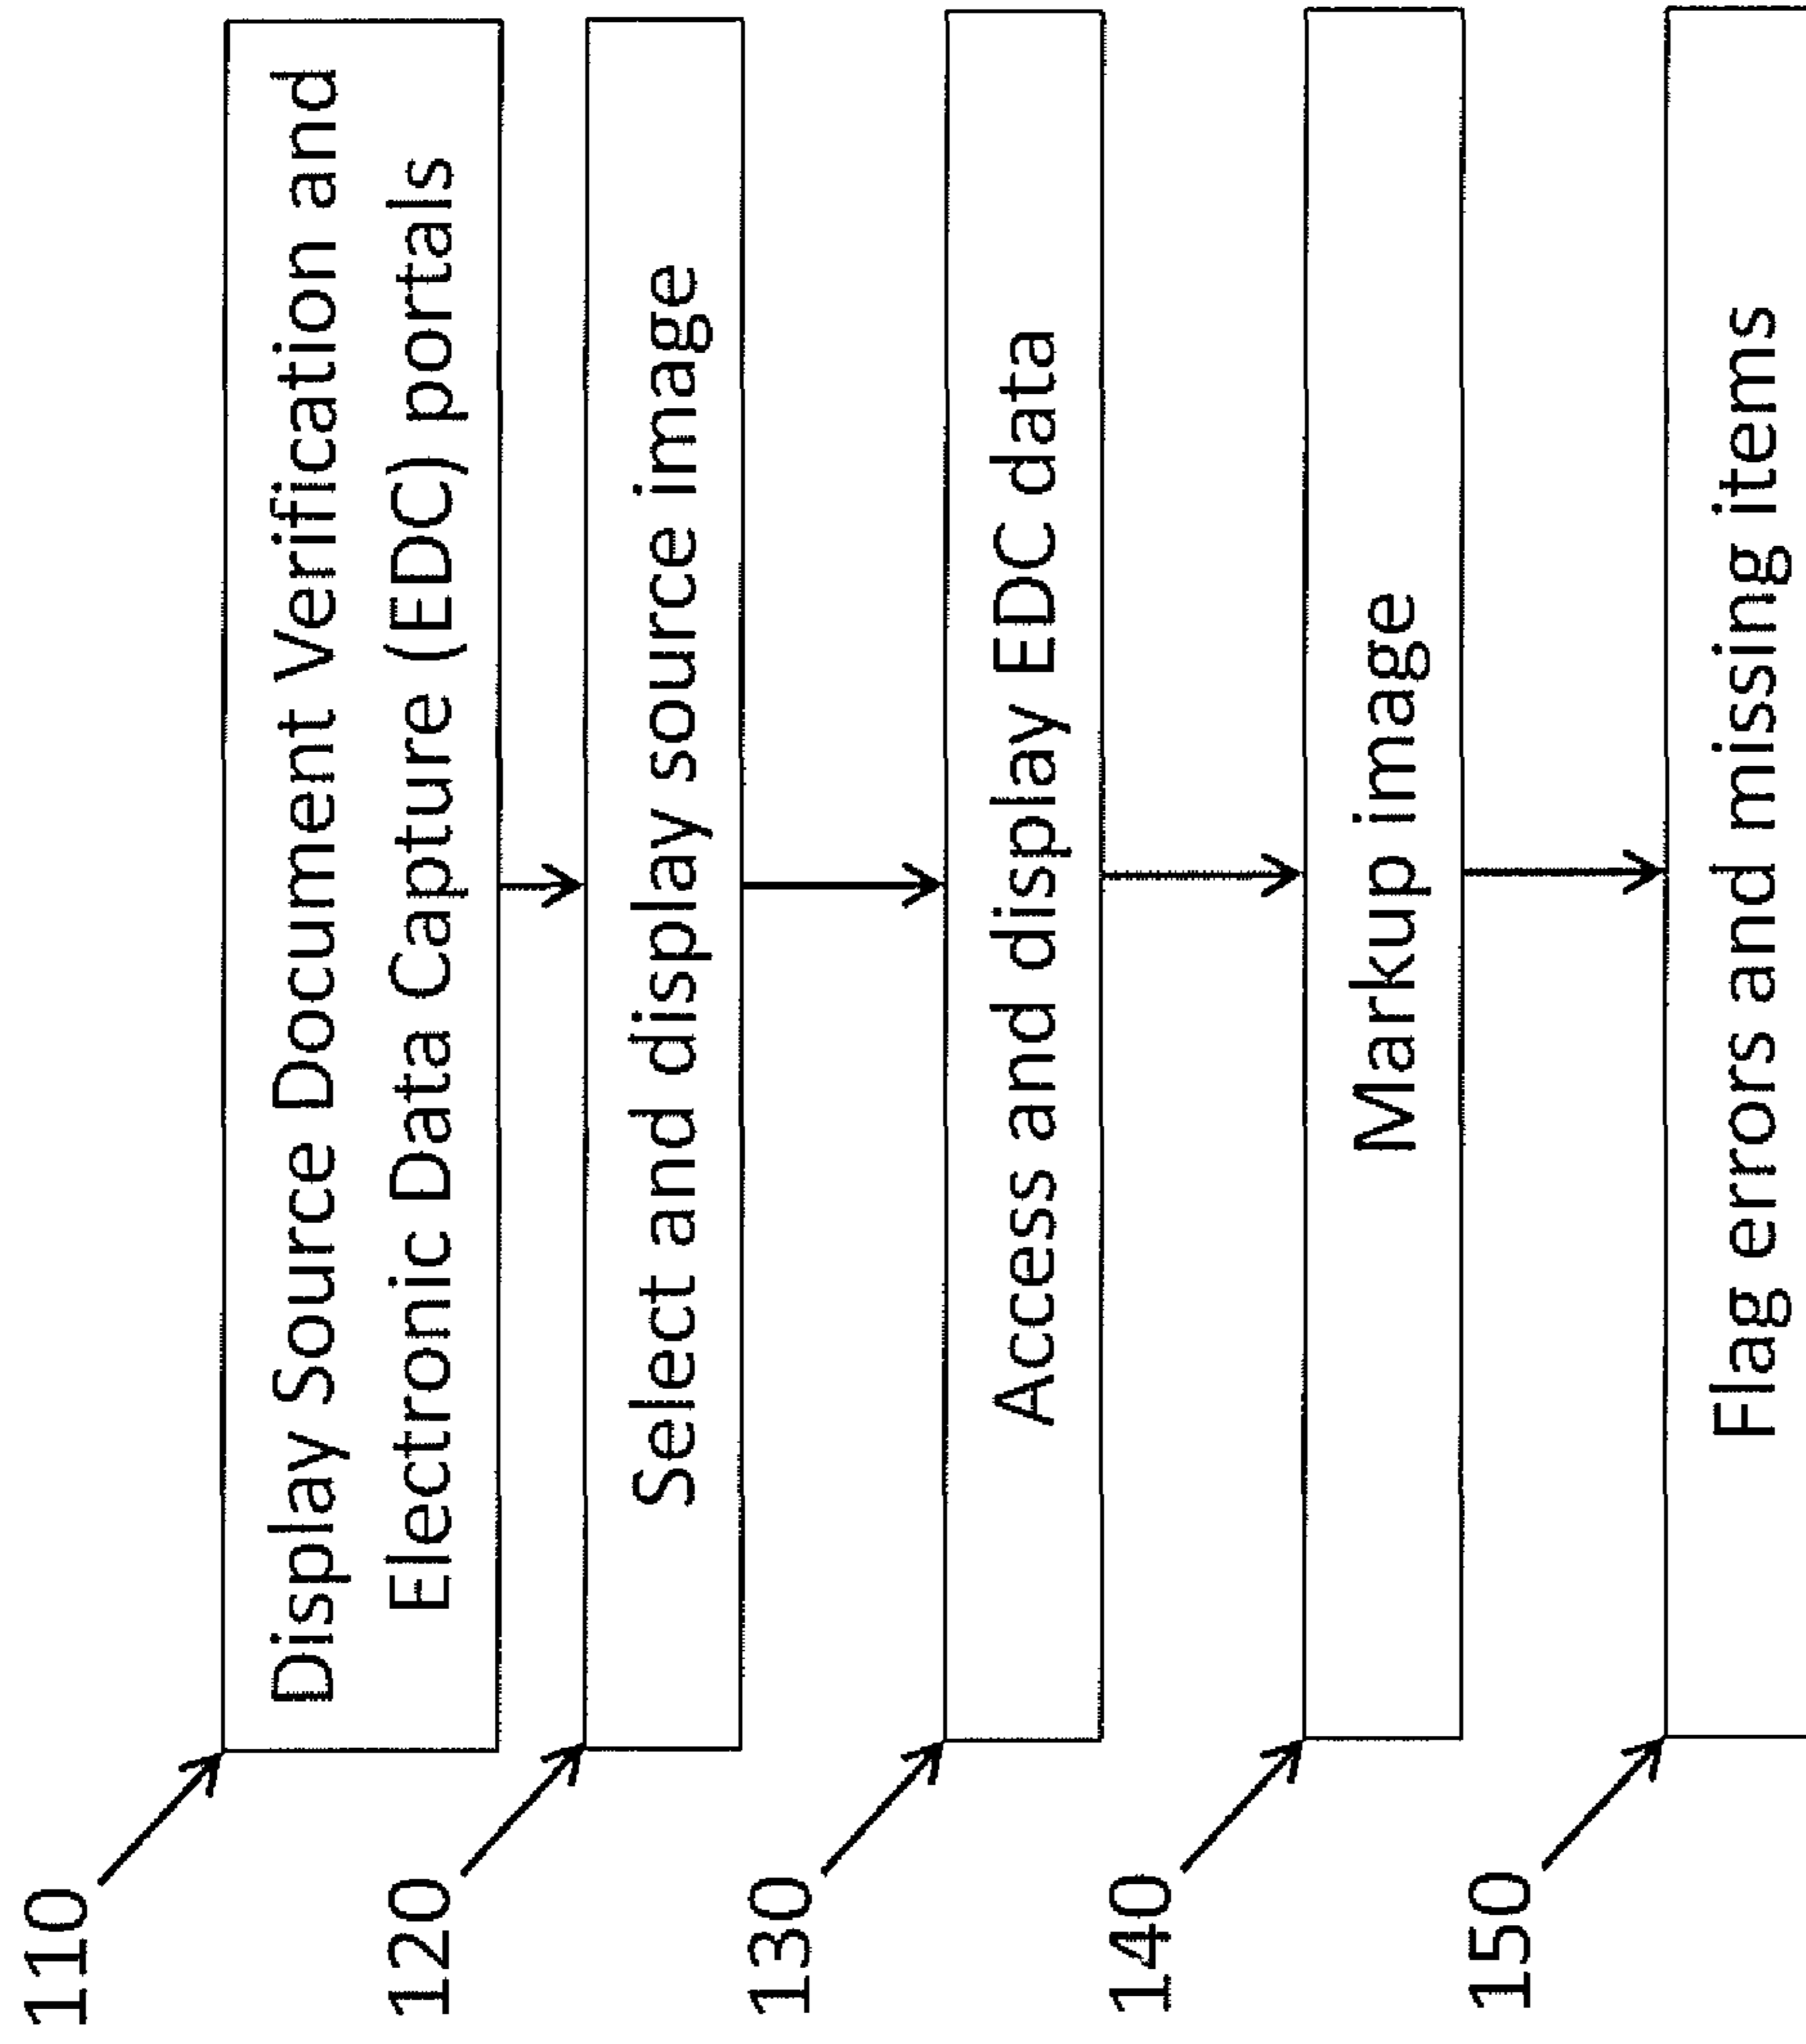 110
Display Source Document Verification and
Electronic Data Capture (EDC) portals
120
Select and display source image
130
Access and display EDC data
140
Markup image
150
Flag errors and missing items